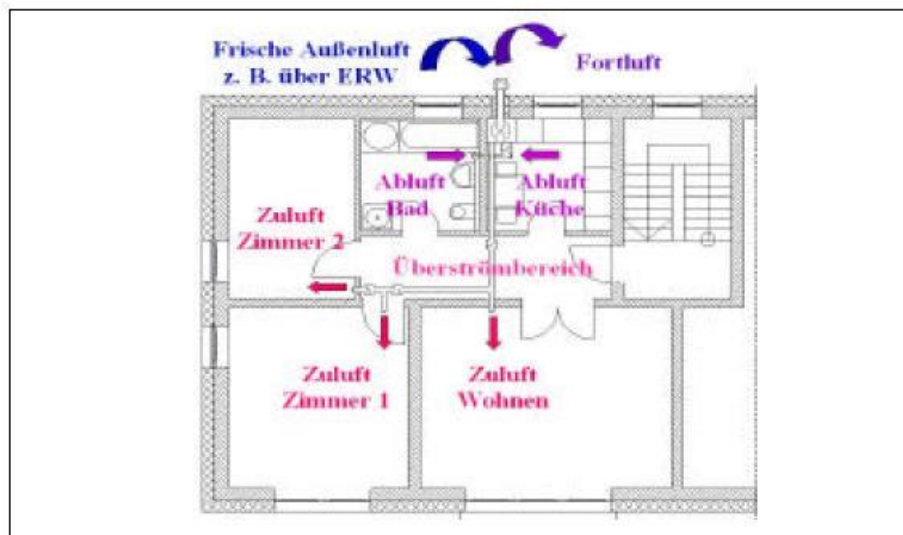 Frische Außenluft
z. B. über ERW
Fortluft
Abluft
Bad
Abluft
Küche
Zuluft
Zimmer 2
Überströmbereich
Zuluft
Zimmer 1
Zuluft
Wohnen